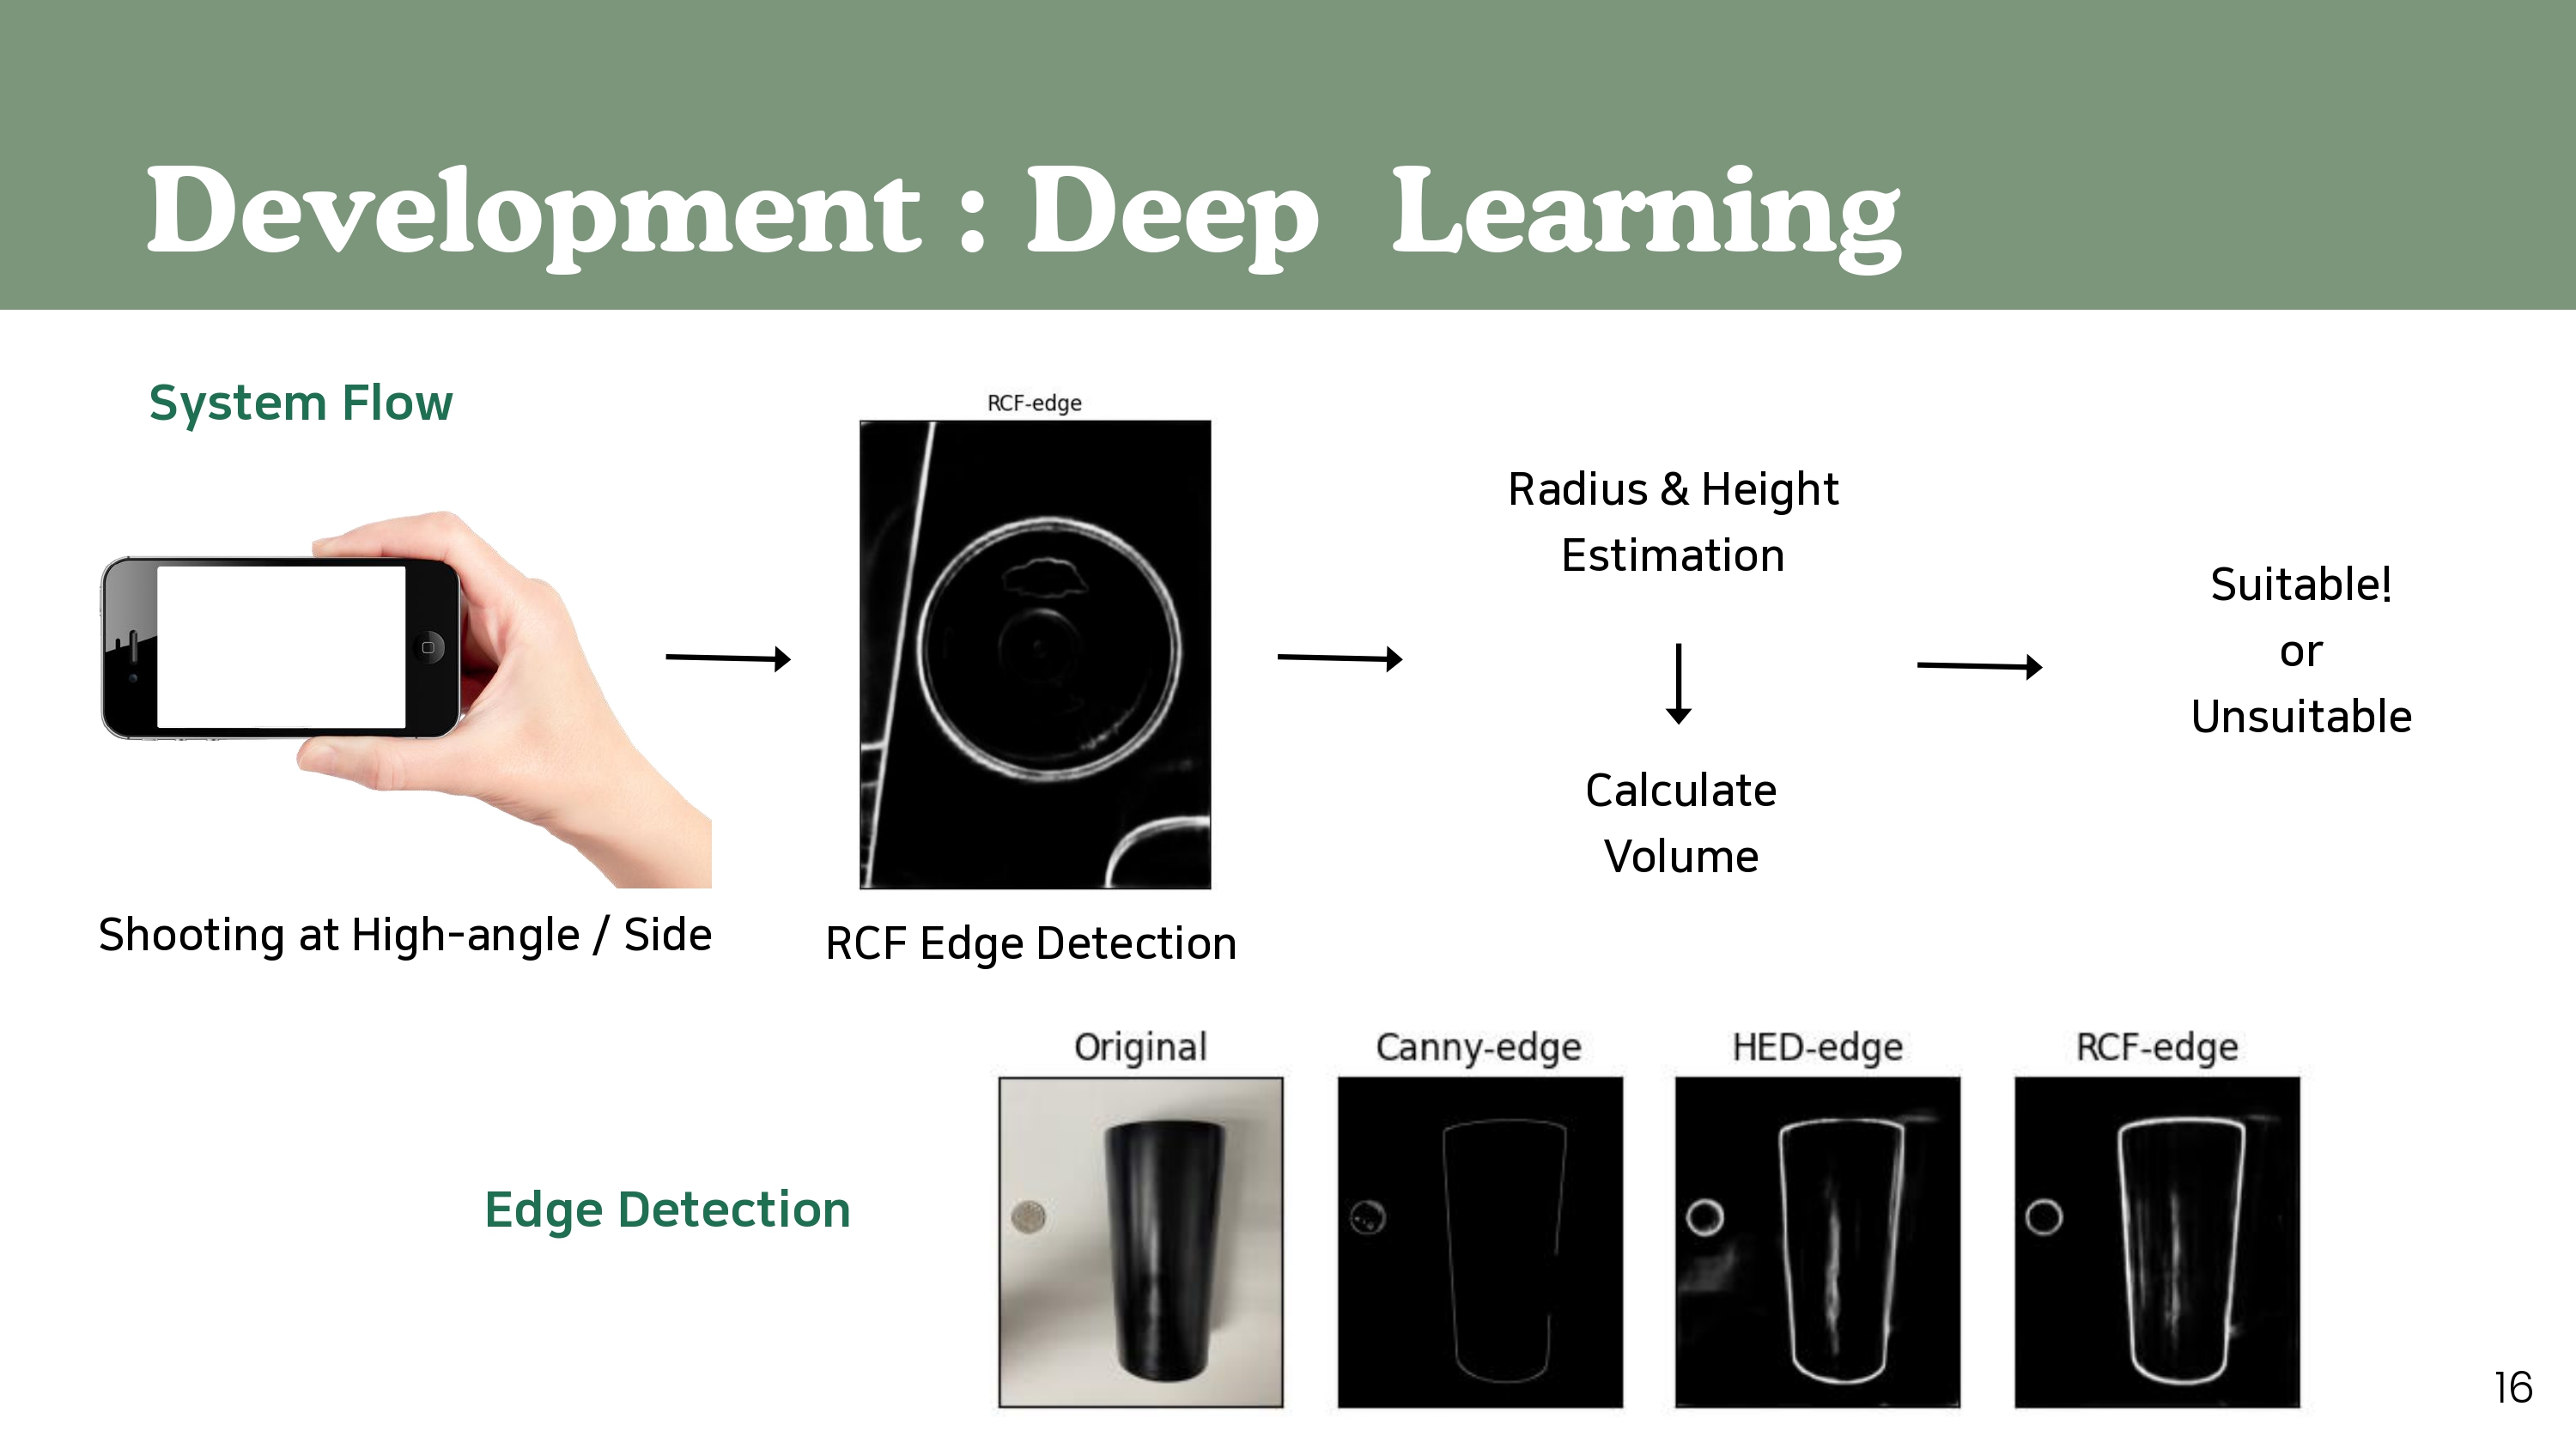 Development : Deep Learning
System Flow
RCF-edge
Radius & Height
Estimation
Calculate
Volume
Suitable!
or
Unsuitable
Shooting at High-angle / Side
RCF Edge Detection
Edge Detection
Original
Canny-edge
HED-edge
RCF-edge
16